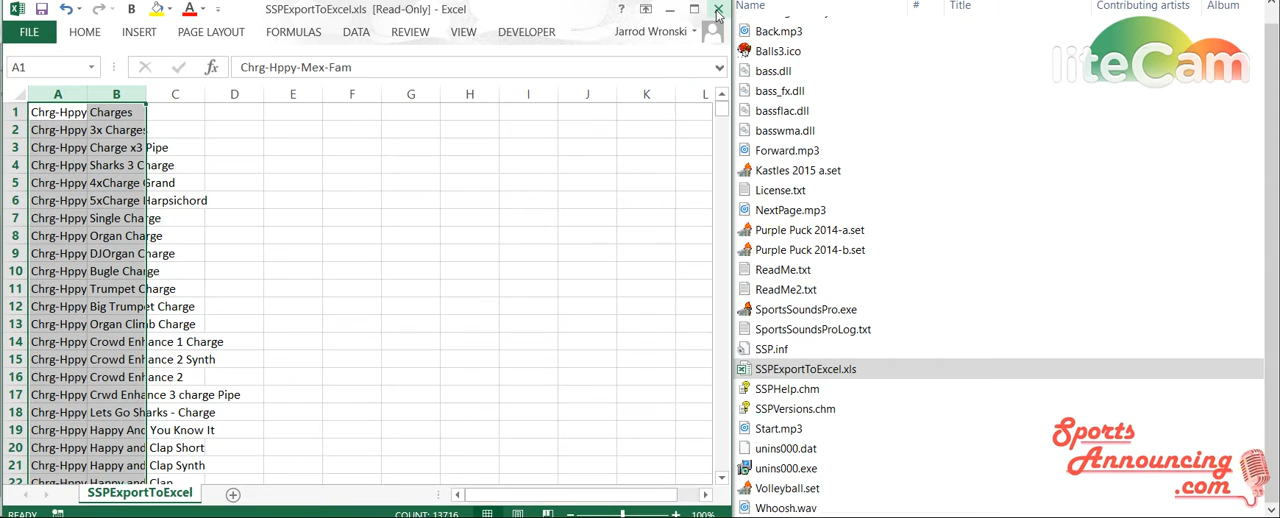 SSPExportToExcel.xls [Read-Only] - Excel
FILE HOME INSERT PAGE LAYOUT FORMULAS DATA REVIEW VIEW DEVELOPER Jarrod Wronski
A1 fx Chrg-Hppy-Mex-Fam
A B C D E F G H I J K L
1 Chrg-Hppy Charges 3
2 Chrg-Hppy 3x Charges
3 Chrg-Hppy Charge x3 Pipe
4 Chrg-Hppy Sharks 3 Charge
5 Chrg-Hppy 4xCharge Grand
6 Chrg-Hppy 5xCharge Harpsichord
7 Chrg-Hppy Single Charge
8 Chrg-Hppy Organ Charge
9 Chrg-Hppy DJOrgan Charge
10 Chrg-Hppy Bugle Charge
11 Chrg-Hppy Trumpet Charge
12 Chrg-Hppy Big Trumpet Charge
13 Chrg-Hppy Organ Climb Charge
14 Chrg-Hppy Crowd Enhance 1 Charge
15 Chrg-Hppy Crowd Enhance 2 Synth
16 Chrg-Hppy Crowd Enhance 2
17 Chrg-Hppy Crwd Enhance 3 charge Pipe
18 Chrg-Hppy Lets Go Sharks - Charge
19 Chrg-Hppy Happy And You Know It
20 Chrg-Hppy Happy and Clap Short
21 Chrg-Hppy Happy and Clap Synth
22 Chrg-Hppy Happy and Clap
SSPExportToExcel
READY COUNT: 13716 100%
Name # Title Contributing artists Album
Back.mp3
Balls3.ico
bass.dll
bass_fx.dll
bassflac.dll
basswma.dll
Forward.mp3
Kastles 2015 a.set
License.txt
NextPage.mp3
Purple Puck 2014-a.set
Purple Puck 2014-b.set
ReadMe.txt
ReadMe2.txt
SportsSoundsPro.exe
SportsSoundsProLog.txt
SSP.inf
SSPExportToExcel.xls
SSPHelp.chm
SSPVersions.chm
Start.mp3
unins000.dat
unins000.exe
Volleyball.set
Whoosh.wav
liteCam
Sports
Announcing
.com